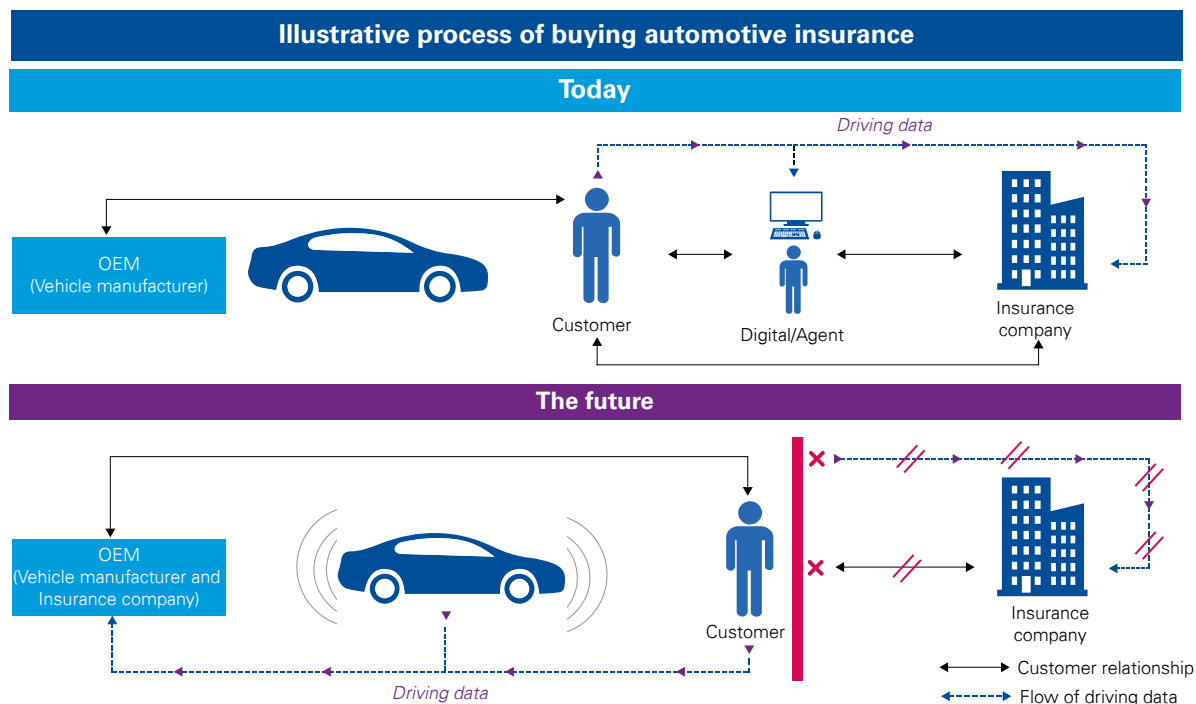 Illustrative process of buying automotive insurance
Today
Driving data
OEM
(Vehicle manufacturer)
Customer
Digital/Agent
Insurance
company
The future
OEM
(Vehicle manufacturer and
Insurance company)
Customer
Insurance
company
Driving data
Customer relationship
Flow of driving data